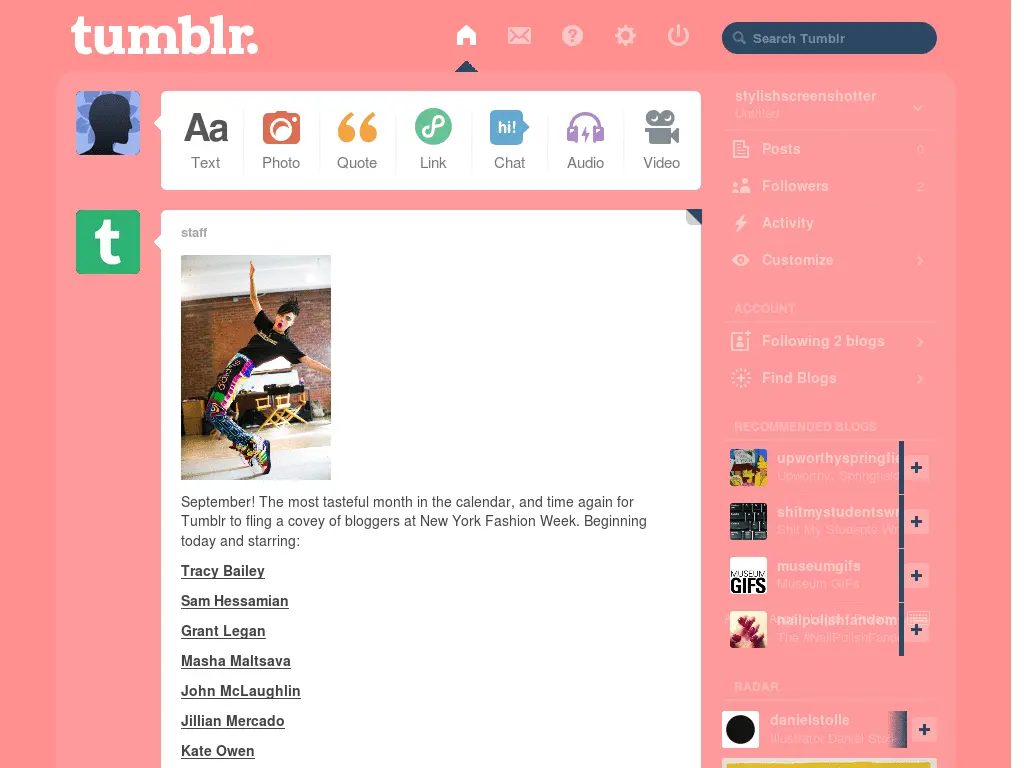 tumblr.
Search Tumblr
Aa
hi!
Text
Photo
Quote
Link
Chat
Audio
Video
stylishscreenshotter
Untitled
Posts 0
Followers 2
Activity
Customize
ACCOUNT
Following 2 blogs
Find Blogs
RECOMMENDED BLOGS
upworthyspringfi
Upworthy, Springfield
shitmystudentswr
Shit My Students Wr
MUSEUM
GIFS
museumgifs
Museum GIFs
nailpolishfandom
The #NailPolishFand
RADAR
danielstolle
Illustrator Daniel
t
staff
September! The most tasteful month in the calendar, and time again for
Tumblr to fling a covey of bloggers at New York Fashion Week. Beginning
today and starring:
Tracy Bailey
Sam Hessamian
Grant Legan
Masha Maltsava
John McLaughlin
Jillian Mercado
Kate Owen